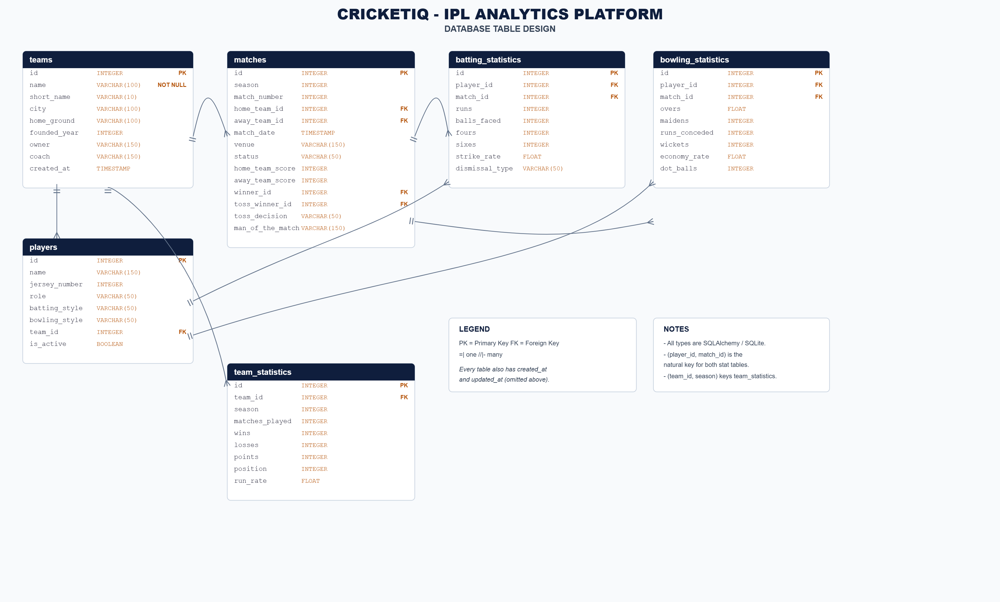 CRICKETIQ - IPL ANALYTICS PLATFORM
DATABASE TABLE DESIGN
teams
id INTEGER PK
name VARCHAR(100) NOT NULL
short_name VARCHAR(10)
city VARCHAR(100)
home_ground VARCHAR(100)
founded_year INTEGER
owner VARCHAR(150)
coach VARCHAR(150)
created_at TIMESTAMP
matches
id INTEGER PK
season INTEGER
match_number INTEGER
home_team_id INTEGER FK
away_team_id INTEGER FK
match_date TIMESTAMP
venue VARCHAR(150)
status VARCHAR(50)
home_team_score INTEGER
away_team_score INTEGER
winner_id INTEGER FK
toss_winner_id INTEGER FK
toss_decision VARCHAR(50)
man_of_the_match VARCHAR(150)
batting_statistics
id INTEGER PK
player_id INTEGER FK
match_id INTEGER FK
runs INTEGER
balls_faced INTEGER
fours INTEGER
sixes INTEGER
strike_rate FLOAT
dismissal_type VARCHAR(50)
bowling_statistics
id INTEGER PK
player_id INTEGER FK
match_id INTEGER FK
overs FLOAT
maidens INTEGER
runs_conceded INTEGER
wickets INTEGER
economy_rate FLOAT
dot_balls INTEGER
players
id INTEGER PK
name VARCHAR(150)
jersey_number INTEGER
role VARCHAR(50)
batting_style VARCHAR(50)
bowling_style VARCHAR(50)
team_id INTEGER FK
is_active BOOLEAN
team_statistics
id INTEGER PK
team_id INTEGER FK
season INTEGER
matches_played INTEGER
wins INTEGER
losses INTEGER
points INTEGER
position INTEGER
run_rate FLOAT
LEGEND
PK = Primary Key FK = Foreign Key
=| one //|- many
Every table also has created_at
and updated_at (omitted above).
NOTES
- All types are SQLAlchemy / SQLite.
- (player_id, match_id) is the
natural key for both stat tables.
- (team_id, season) keys team_statistics.